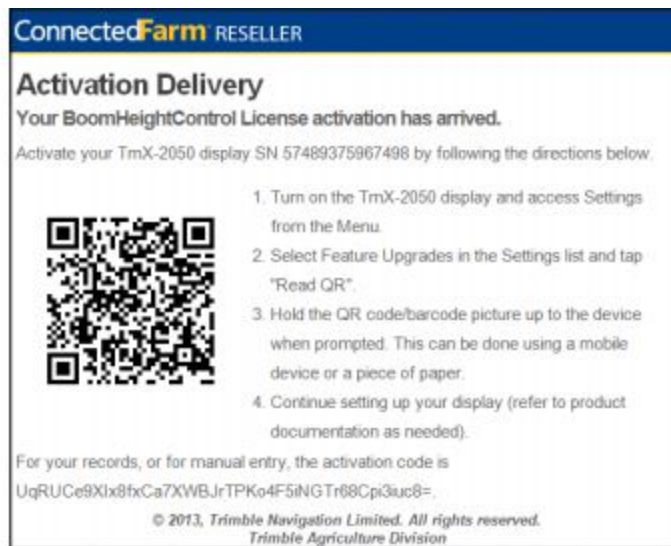 ConnectedFarm RESELLER
Activation Delivery
Your BoomHeightControl License activation has arrived.
Activate your TmX-2050 display SN 57489375967498 by following the directions below.
1. Turn on the TmX-2050 display and access Settings
from the Menu.
2. Select Feature Upgrades in the Settings list and tap
"Read QR".
3. Hold the QR code/barcode picture up to the device
when prompted. This can be done using a mobile
device or a piece of paper.
4. Continue setting up your display (refer to product
documentation as needed).
For your records, or for manual entry, the activation code is
UqRUCe9XIx8fxCa7XWBJrTPKo4F5iNGTr68Cpi3iuc8=.
© 2013, Trimble Navigation Limited. All rights reserved.
Trimble Agriculture Division